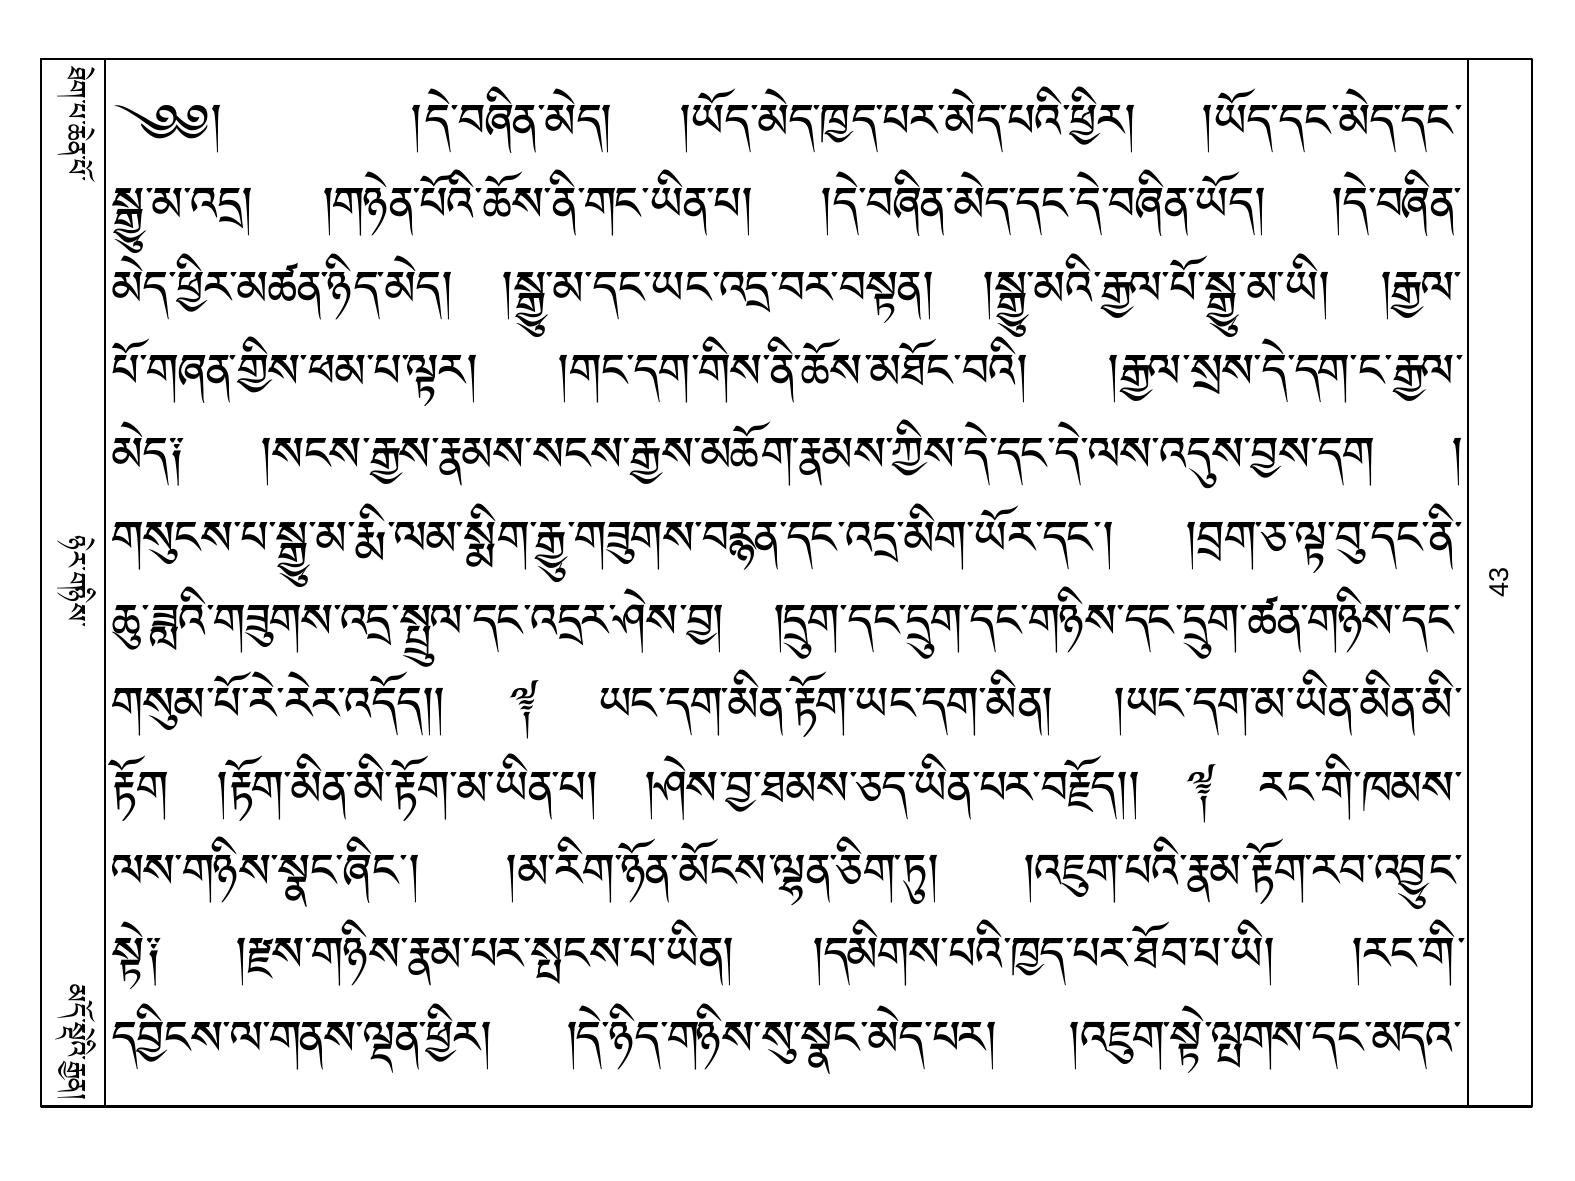 ༄༅། །དེ་བཞིན་མེད། །ཡོད་མེད་ཁྱད་པར་མེད་པའི་ཕྱིར། །ཡོད་དང་མེད་དང་
སྒྱུ་མ་འདྲ། །གཉེན་པོའི་ཆོས་ནི་གང་ཡིན་པ། །དེ་བཞིན་མེད་དང་དེ་བཞིན་ཡོད། །དེ་བཞིན་
མེད་ཕྱིར་མཚན་ཉིད་མེད། །སྒྱུ་མ་དང་ཡང་འདྲ་བར་བསྟན། །སྒྱུ་མའི་རྒྱལ་པོ་སྒྱུ་མ་ཡི། །རྒྱལ་
པོ་གཞན་གྱིས་ཕམ་པ་ལྟར། །གང་དག་གིས་ནི་ཆོས་མཐོང་བའི། །རྒྱལ་སྲས་དེ་དག་ང་རྒྱལ་
མེད༑ །སངས་རྒྱས་རྣམས་སངས་རྒྱས་མཆོག་རྣམས་ཀྱིས་དེ་དང་དེ་ལས་འདུས་བྱས་དག །
གསུངས་པ་སྒྱུ་མ་རྨི་ལམ་སྨིག་རྒྱུ་གཟུགས་བརྙན་དང་འདྲ་མིག་ཡོར་དང་། །བྲག་ཅ་ལྟ་བུ་དང་ནི་
ཆུ་ཟླའི་གཟུགས་འདྲ་སྤྲུལ་དང་འདྲར་ཤེས་བྱ། །དྲུག་དང་དྲུག་དང་གཉིས་དང་དྲུག་ཚན་གཉིས་དང་
གསུམ་པོ་རེ་རེར་འདོད།། ༈ ཡང་དག་མིན་རྟོག་ཡང་དག་མིན། །ཡང་དག་མ་ཡིན་མིན་མི་
རྟོག །རྟོག་མིན་མི་རྟོག་མ་ཡིན་པ། །ཤེས་བྱ་ཐམས་ཅད་ཡིན་པར་བརྗོད།། ༈ རང་གི་ཁམས་
ལས་གཉིས་སྣང་ཞིང་། །མ་རིག་ཉོན་མོངས་ལྷན་ཅིག་ཏུ། །འཇུག་པའི་རྣམ་རྟོག་རབ་འབྱུང་
སྟེ༑ །རྫས་གཉིས་རྣམ་པར་སྤངས་པ་ཡིན། །དམིགས་པའི་ཁྱད་པར་ཐོབ་པ་ཡི། །རང་གི་
དབྱིངས་ལ་གནས་ལྡན་ཕྱིར། །དེ་ཉིད་གཉིས་སུ་སྣང་མེད་པར། །འཇུག་སྟེ་ལྤགས་དང་མདའ་
ཐེག་པ་ཆེན་པོ་
ཉེར་གཉིས་
མདོ་སྡེའི་རྒྱན།
43